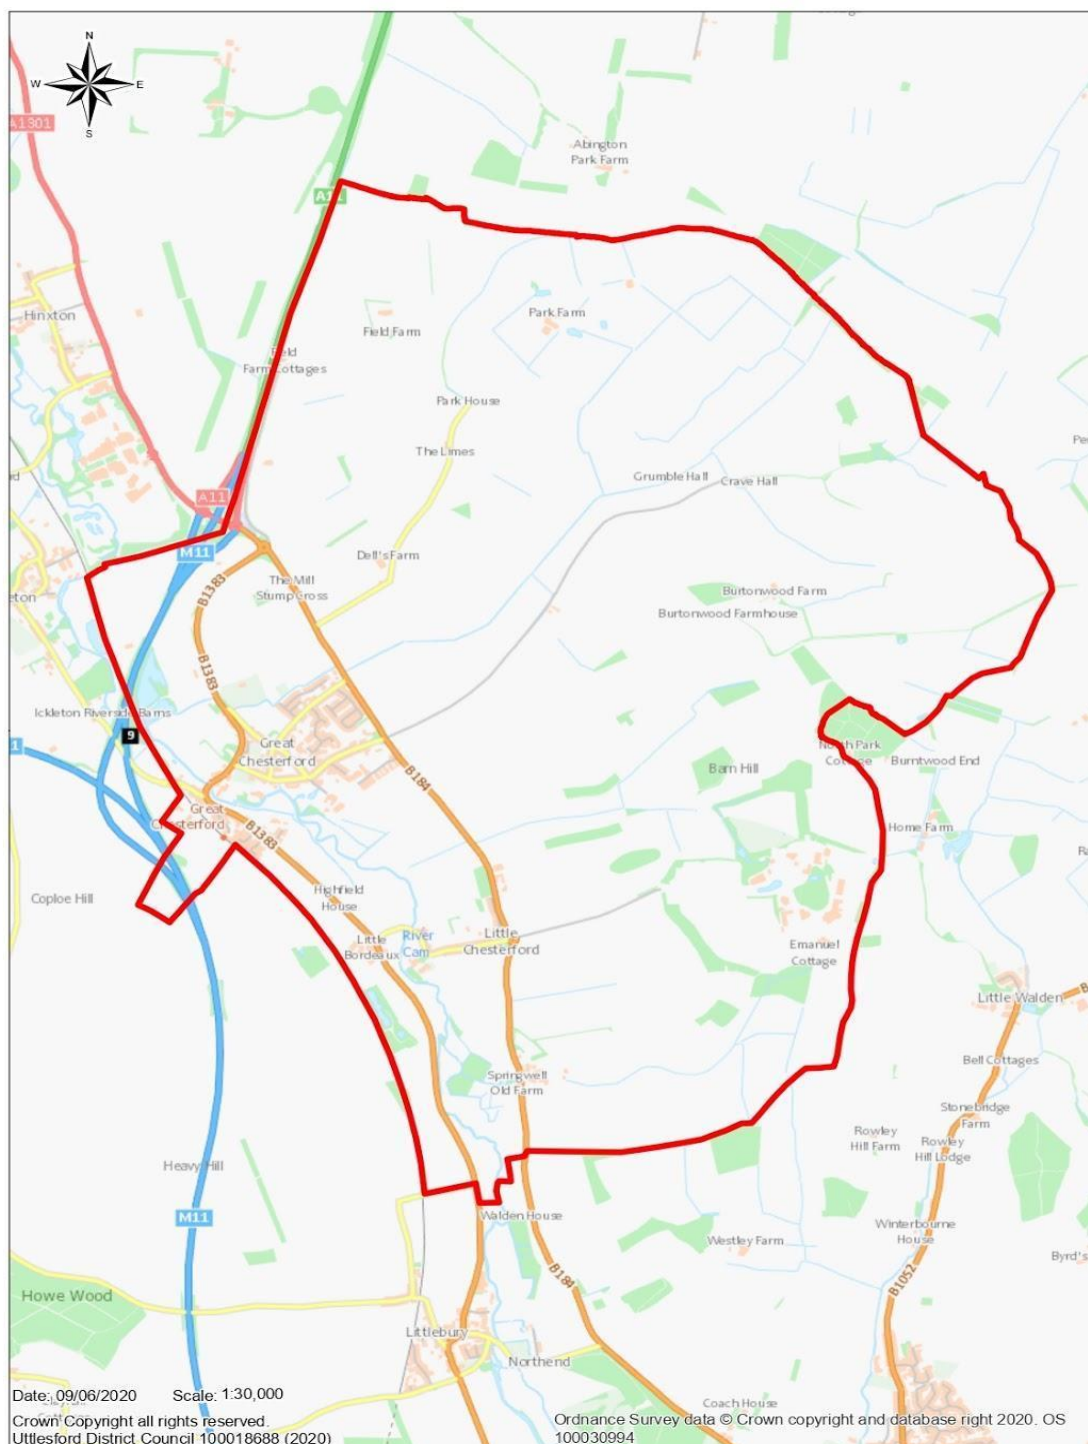 N
W
E
S
A1301
Abington
Park Farm
A11
Hinxton
Park Farm
Field Farm
Field
Farm Cottages
Park House
The Limes
Grumble Hall
Crave Hall
A11
M11
Dell's Farm
B1383
The Mill
Stump Cross
Burtonwood Farm
Burtonwood Farmhouse
B1383
Ickleton Riverside Barns
9
Great
Chesterford
North Park
Cottage
Burntwood End
Barn Hill
B184
Great
Chesterford
B1383
Home Farm
Highfield
House
Coploe Hill
Little
Bordeaux
River
Cam
Little
Chesterford
Emanuel
Cottage
Little Walden
Bell Cottages
Springwell
Old Farm
Stonebridge
Farm
Rowley
Hill Farm
Rowley
Hill Lodge
Heavy Hill
M11
Walden House
Winterbourne
House
Westley Farm
Byrd's
B184
B1052
Howe Wood
Littlebury
Northend
Coach House
Date: 09/06/2020 Scale: 1:30,000
Crown Copyright all rights reserved.
Uttlesford District Council 100018688 (2020)
Ordnance Survey data © Crown copyright and database right 2020. OS
100030994